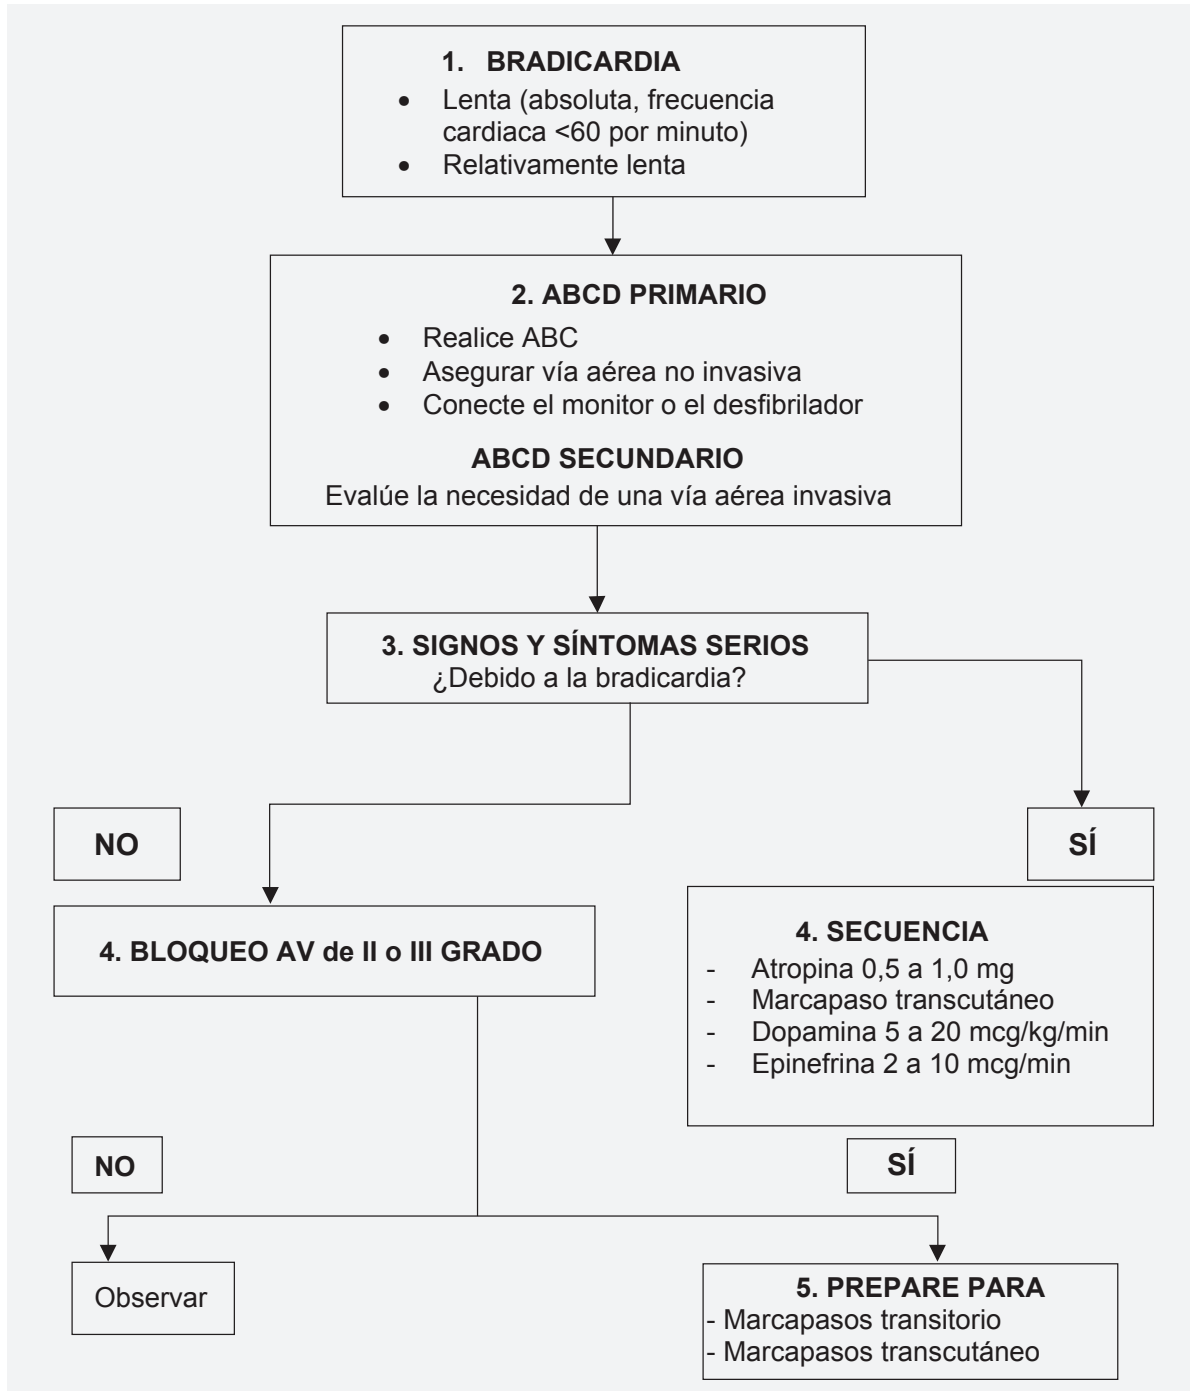 1. BRADICARDIA
• Lenta (absoluta, frecuencia
cardiaca <60 por minuto)
• Relativamente lenta
2. ABCD PRIMARIO
• Realice ABC
• Asegurar vía aérea no invasiva
• Conecte el monitor o el desfibrilador
ABCD SECUNDARIO
Evalúe la necesidad de una vía aérea invasiva
3. SIGNOS Y SÍNTOMAS SERIOS
¿Debido a la bradicardia?
NO
SÍ
4. BLOQUEO AV de II o III GRADO
4. SECUENCIA
- Atropina 0,5 a 1,0 mg
- Marcapaso transcutáneo
- Dopamina 5 a 20 mcg/kg/min
- Epinefrina 2 a 10 mcg/min
NO
SÍ
Observar
5. PREPARE PARA
- Marcapasos transitorio
- Marcapasos transcutáneo